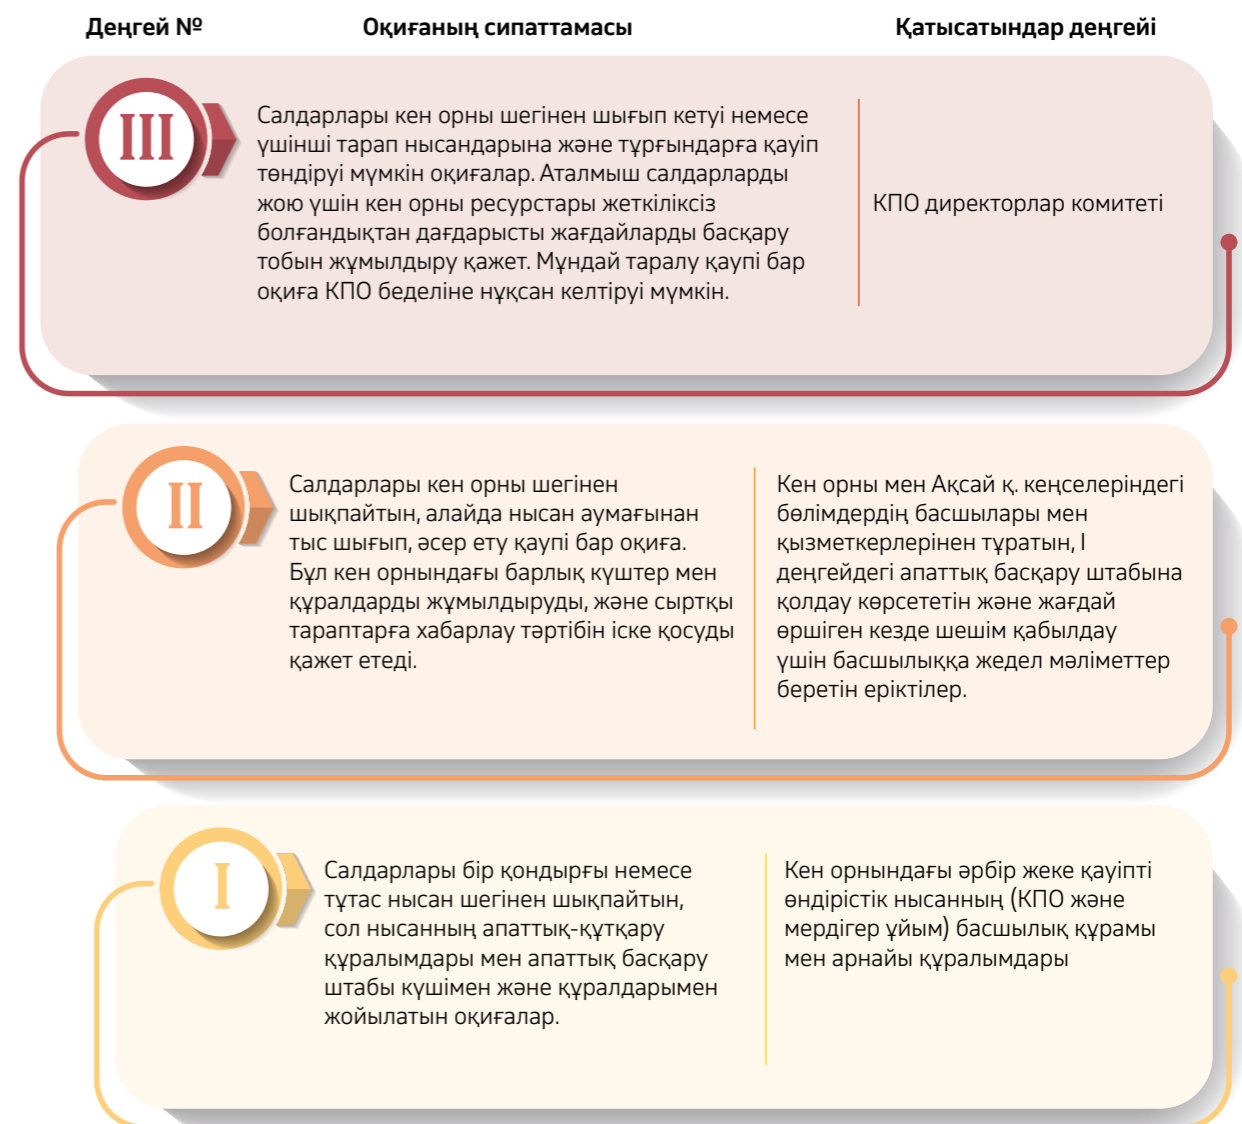 Деңгей №
Оқиғаның сипаттамасы
Қатысатындар деңгейі
III
Салдарлары кен орны шегінен шығып кетуі немесе
үшінші тарап нысандарына және тұрғындарға қауіп
төндіруі мүмкін оқиғалар. Аталмыш салдарларды
жою үшін кен орны ресурстары жеткіліксіз
болғандықтан дағдарысты жағдайларды басқару
тобын жұмылдыру қажет. Мұндай таралу қаупі бар
оқиға КПО беделіне нұқсан келтіруі мүмкін.
КПО директорлар комитеті
II
Салдарлары кен орны шегінен
шықпайтын, алайда нысан аумағынан
тыс шығып, әсер ету қаупі бар оқиға.
Бұл кен орнындағы барлық күштер мен
құралдарды жұмылдыруды, және сыртқы
тараптарға хабарлау тәртібін іске қосуды
қажет етеді.
Кен орны мен Ақсай қ. кеңселеріндегі
бөлімдердің басшылары мен
қызметкерлерінен тұратын, I
деңгейдегі апаттық басқару штабына
қолдау көрсететін және жағдай
өршіген кезде шешім қабылдау
үшін басшылыққа жедел мәліметтер
беретін еріктілер.
I
Салдарлары бір қондырғы немесе
тұтас нысан шегінен шықпайтын,
сол нысанның апаттық-құтқару
құралымдары мен апаттық басқару
штабы күшімен және құралдарымен
жойылатын оқиғалар.
Кен орнындағы әрбір жеке қауіпті
өндірістік нысанның (КПО және
мердігер ұйым) басшылық құрамы
мен арнайы құралымдары